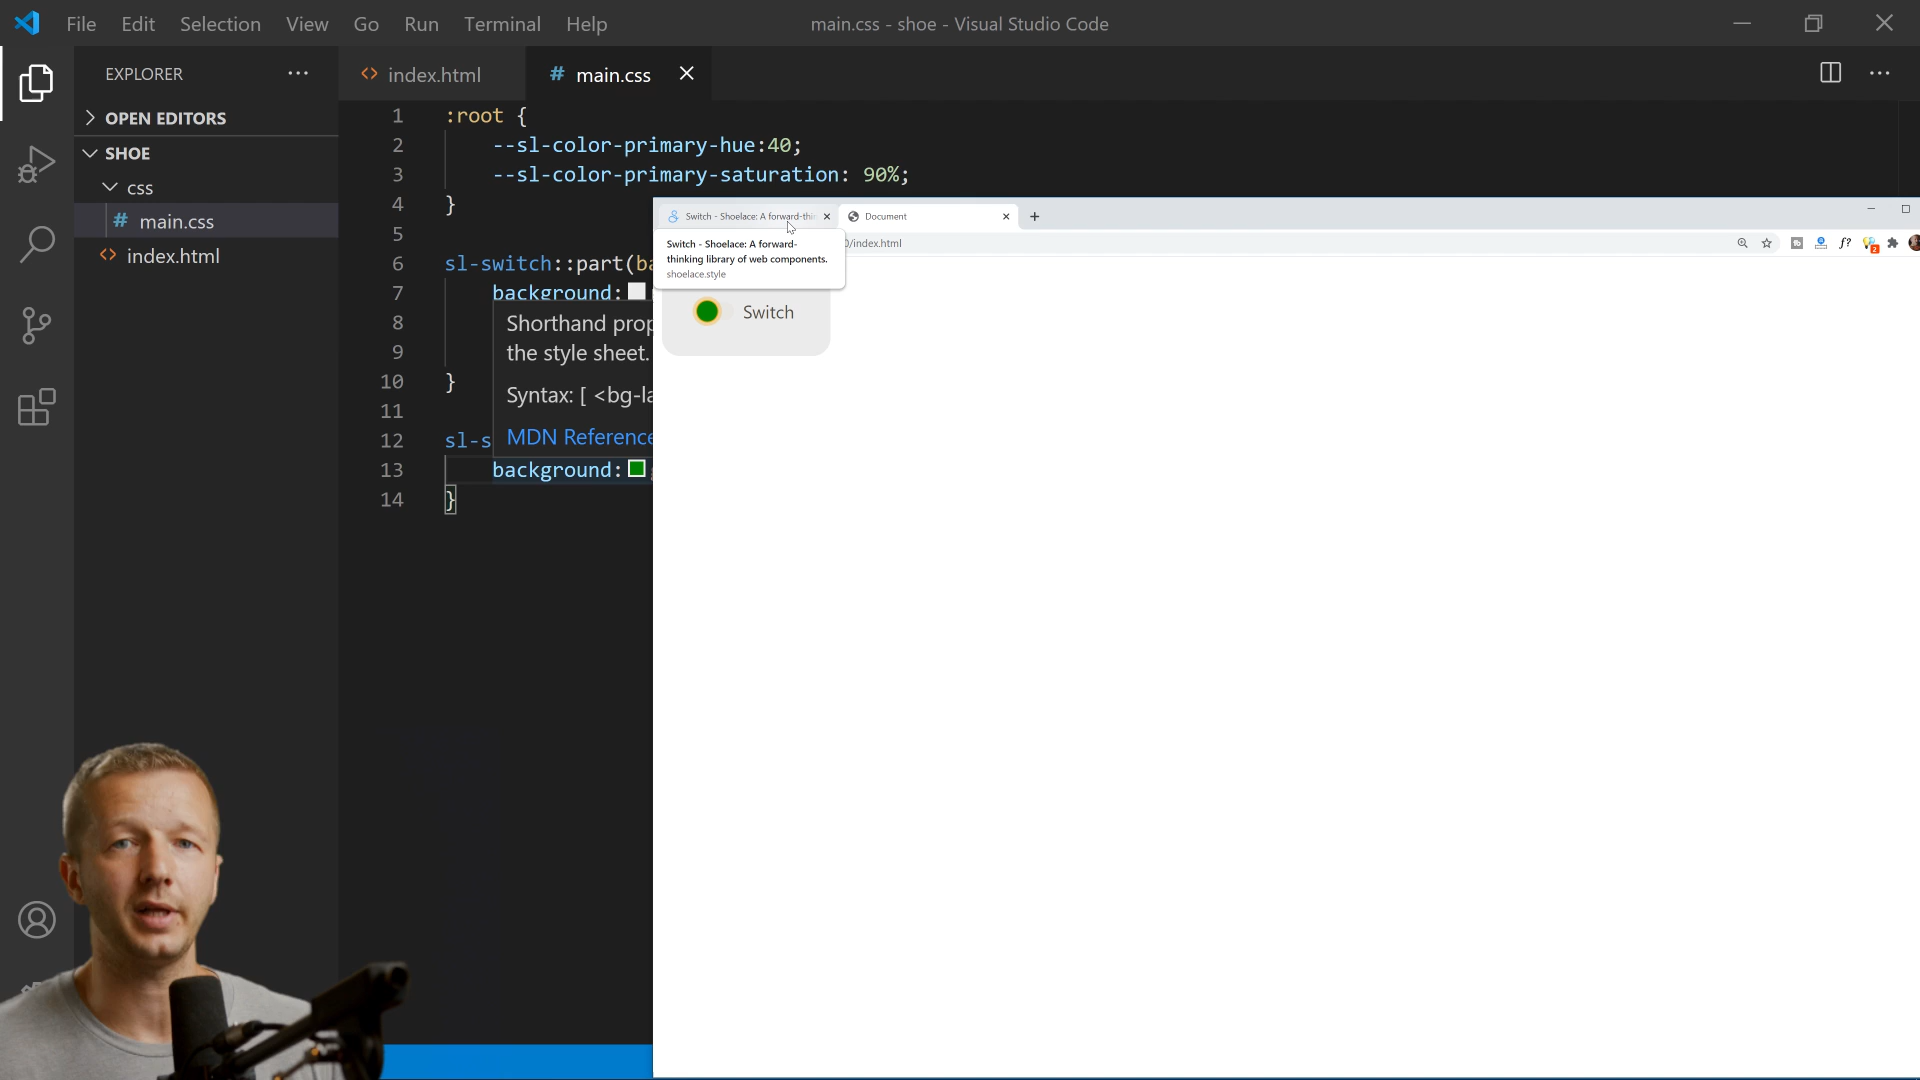 File Edit Selection View Go Run Terminal Help
main.css - shoe - Visual Studio Code
EXPLORER
OPEN EDITORS
SHOE
css
# main.css
<> index.html
<> index.html
# main.css
1 :root {
2 --sl-color-primary-hue:40;
3 --sl-color-primary-saturation: 90%;
4 }
5
6 sl-switch::part(ba
7 background:
8
9
10 }
11
12 sl-s
13 background:
14 }
Shorthand prop
the style sheet.
Syntax: [ <bg-la
MDN Reference
Switch - Shoelace: A forward-thin
Document
0/index.html
f?
2
Switch - Shoelace: A forward-
thinking library of web components.
shoelace.style
Switch